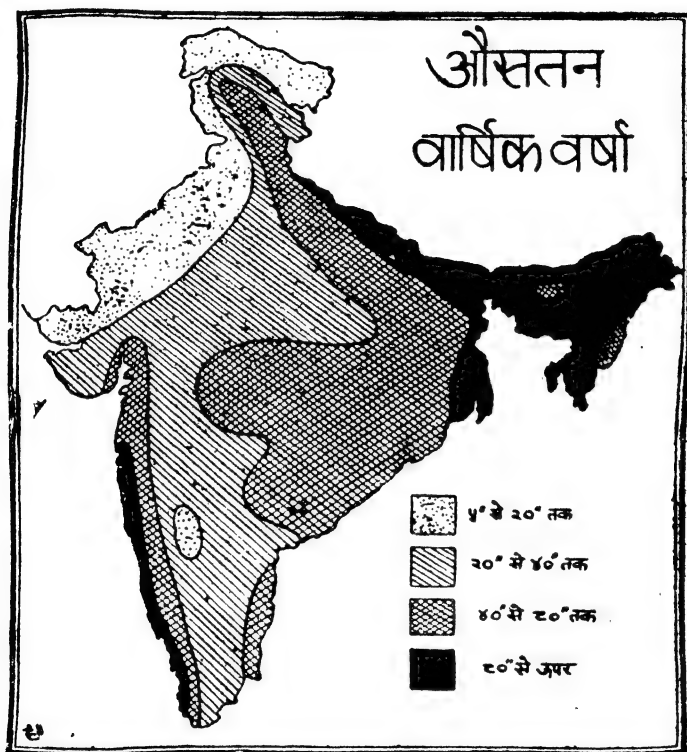 औसतन
वार्षिक वर्षा
५" से २०" तक
२०" से ४०" तक
४०" से ८०" तक
८०" से ऊपर